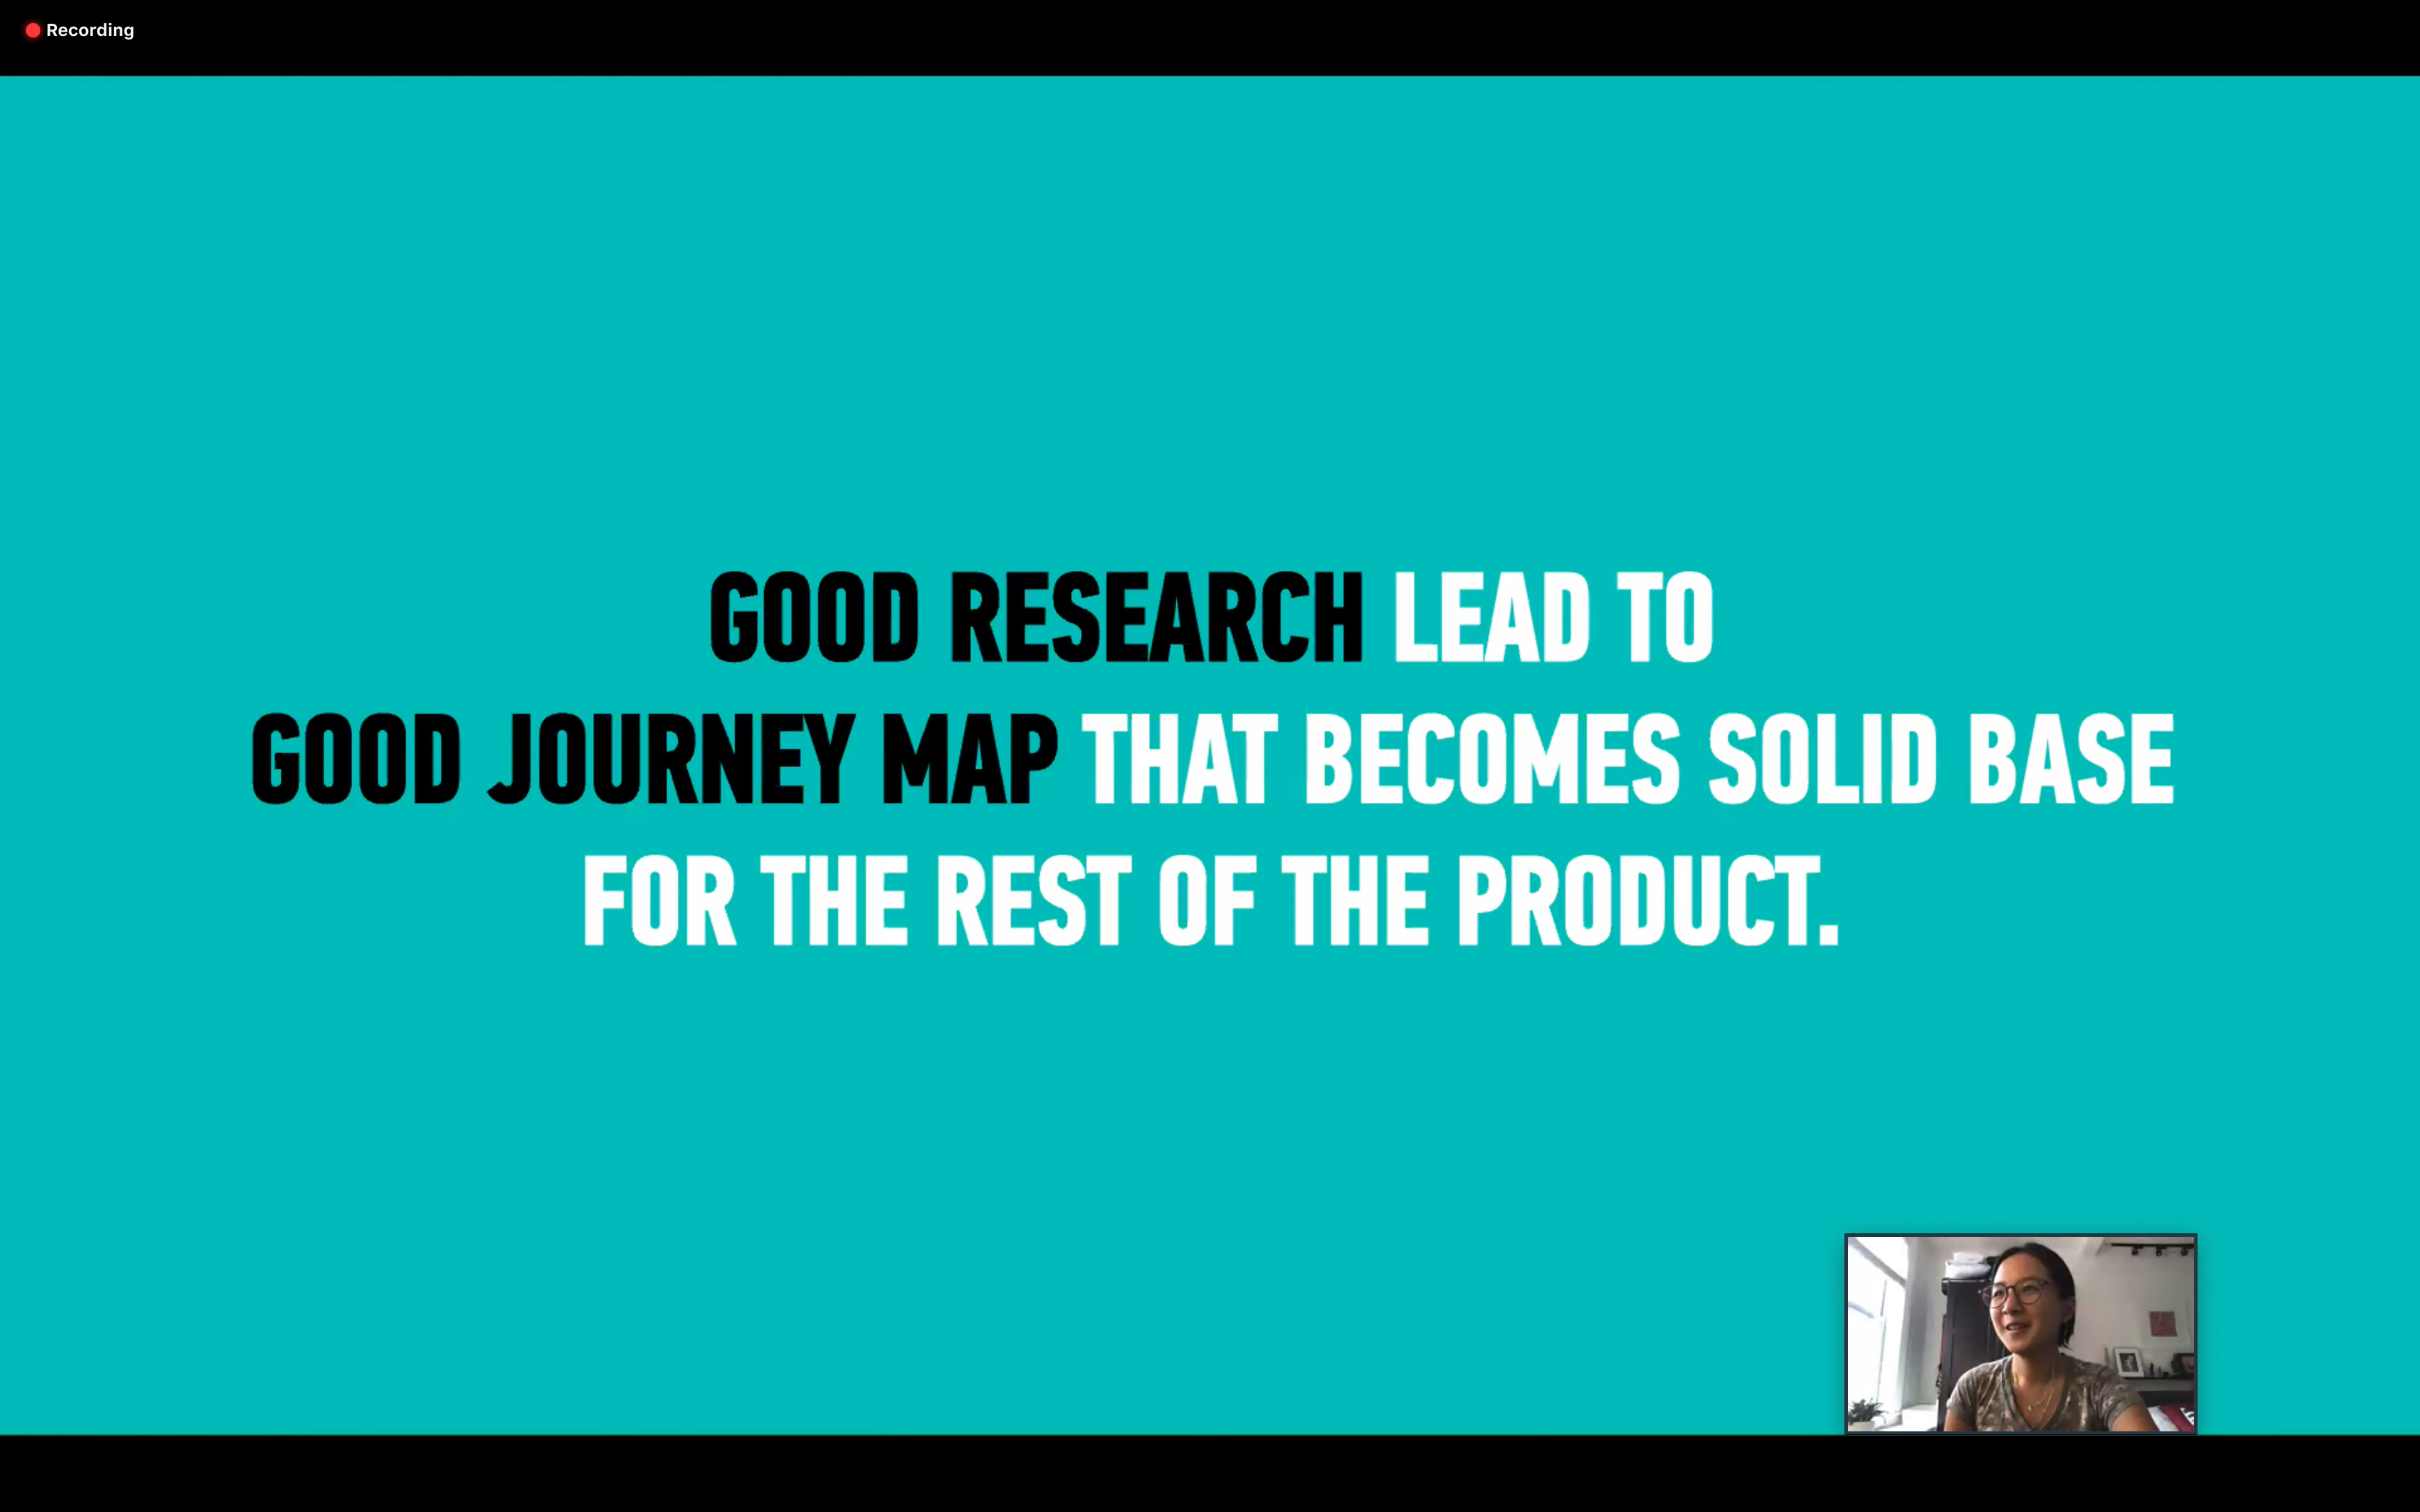 Recording
GOOD RESEARCH LEAD TO
GOOD JOURNEY MAP THAT BECOMES SOLID BASE
FOR THE REST OF THE PRODUCT.